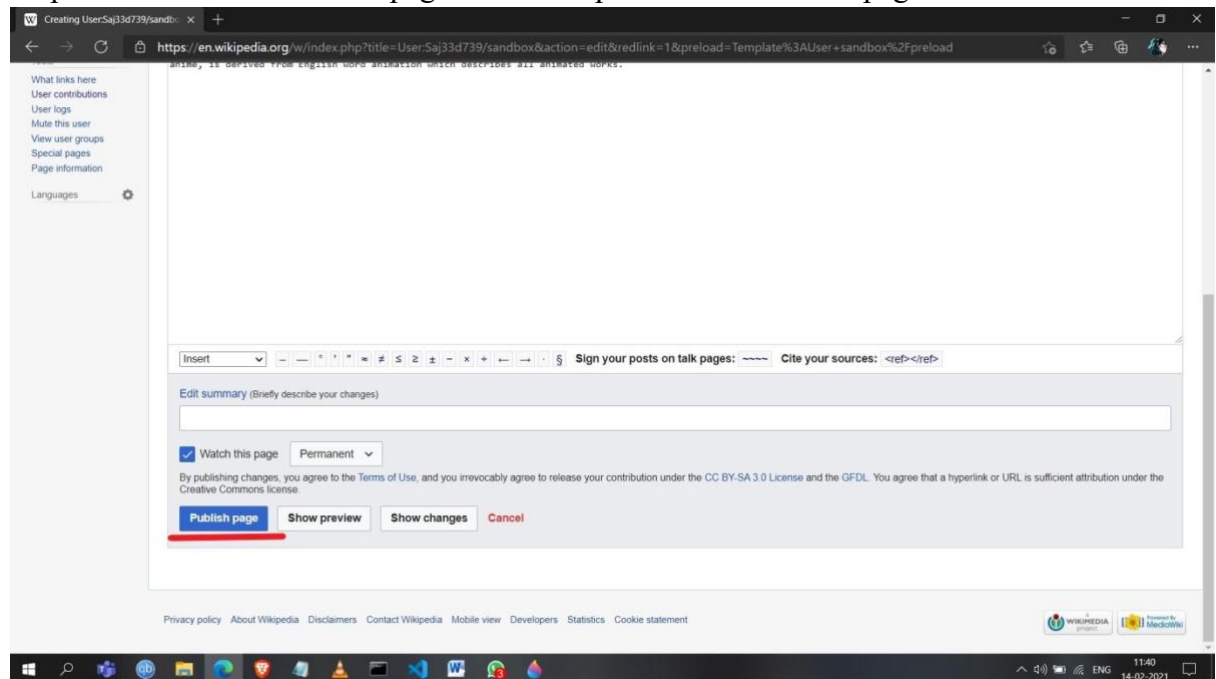 Creating User:Saj33d739/sandbo
https://en.wikipedia.org/w/index.php?title=User:Saj33d739/sandbox&action=edit&redlink=1&preload=Template%3AUser+sandbox%2Fpreload
What links here
User contributions
User logs
Mute this user
View user groups
Special pages
Page information
Languages
anime, is derived from English word animation which describes all animated works.
Insert – — ° ′ ″ ≈ ≠ ≤ ≥ ± − × ÷ ← → · § Sign your posts on talk pages: ~~~~ Cite your sources: <ref></ref>
Edit summary (Briefly describe your changes)
Watch this page Permanent
By publishing changes, you agree to the Terms of Use, and you irrevocably agree to release your contribution under the CC BY-SA 3.0 License and the GFDL. You agree that a hyperlink or URL is sufficient attribution under the
Creative Commons license.
Publish page Show preview Show changes Cancel
Privacy policy About Wikipedia Disclaimers Contact Wikipedia Mobile view Developers Statistics Cookie statement
WIKIMEDIA project Powered By MediaWiki
ENG 11:40
14-02-2021